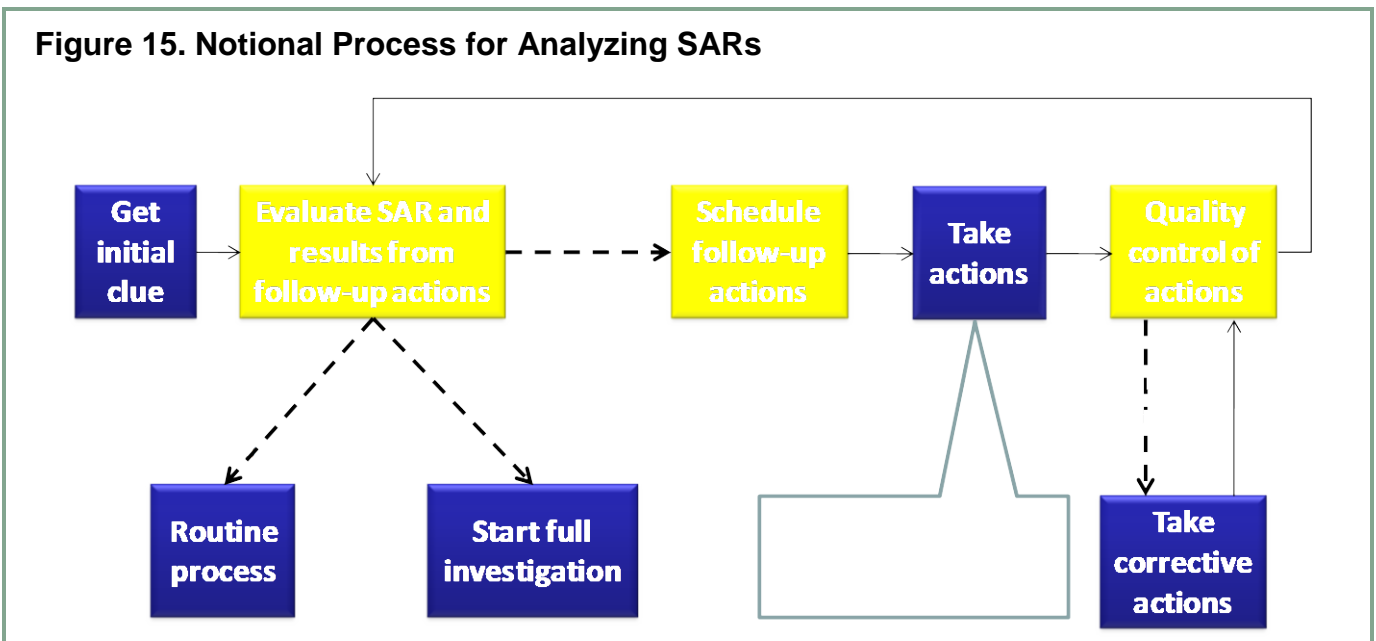 Figure 15. Notional Process for Analyzing SARs
Get
initial
clue
Evaluate SAR and
results from
follow-up actions
Schedule
follow-up
actions
Take
actions
Quality
control of
actions
Routine
process
Start full
investigation
Take
corrective
actions